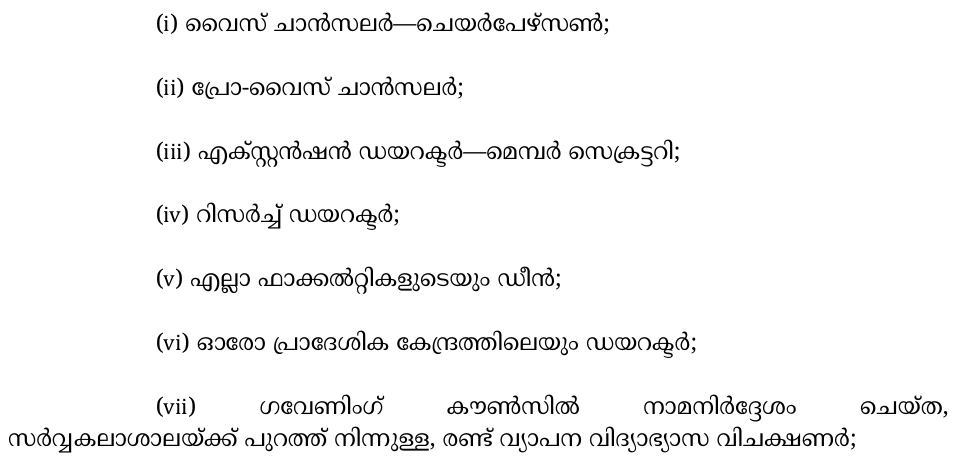 (i) വൈസ് ചാൻസലർ—ചെയർപേഴ്സൺ;
(ii) പ്രോ-വൈസ് ചാൻസലർ;
(iii) എക്സ്റ്റൻഷൻ ഡയറക്ടർ—മെമ്പർ സെക്രട്ടറി;
(iv) റിസർച്ച് ഡയറക്ടർ;
(v) എല്ലാ ഫാക്കൽറ്റികളുടെയും ഡീൻ;
(vi) ഓരോ പ്രാദേശിക കേന്ദ്രത്തിലെയും ഡയറക്ടർ;
(vii) ഗവേണിംഗ് കൗൺസിൽ നാമനിർദ്ദേശം ചെയ്ത,
സർവ്വകലാശാലയ്ക്ക് പുറത്ത് നിന്നുള്ള, രണ്ട് വ്യാപന വിദ്യാഭ്യാസ വിചക്ഷണർ;